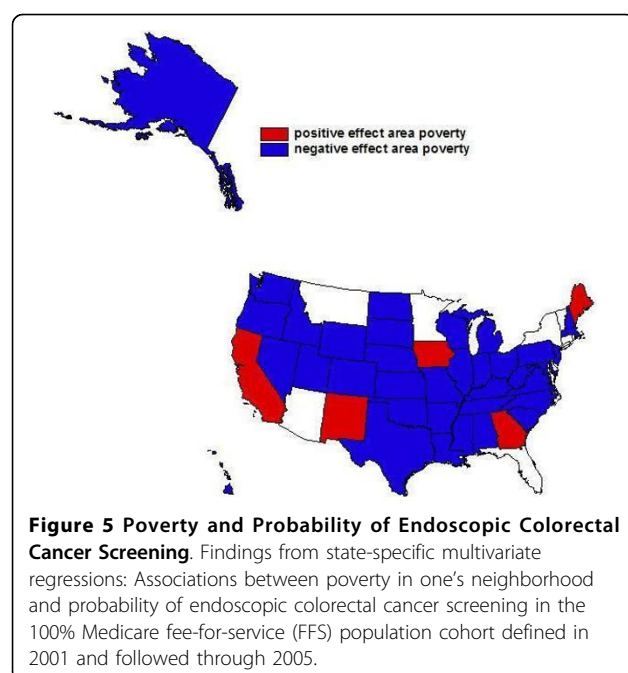 positive effect area poverty
negative effect area poverty
Figure 5 Poverty and Probability of Endoscopic Colorectal
Cancer Screening. Findings from state-specific multivariate
regressions: Associations between poverty in one's neighborhood
and probability of endoscopic colorectal cancer screening in the
100% Medicare fee-for-service (FFS) population cohort defined in
2001 and followed through 2005.